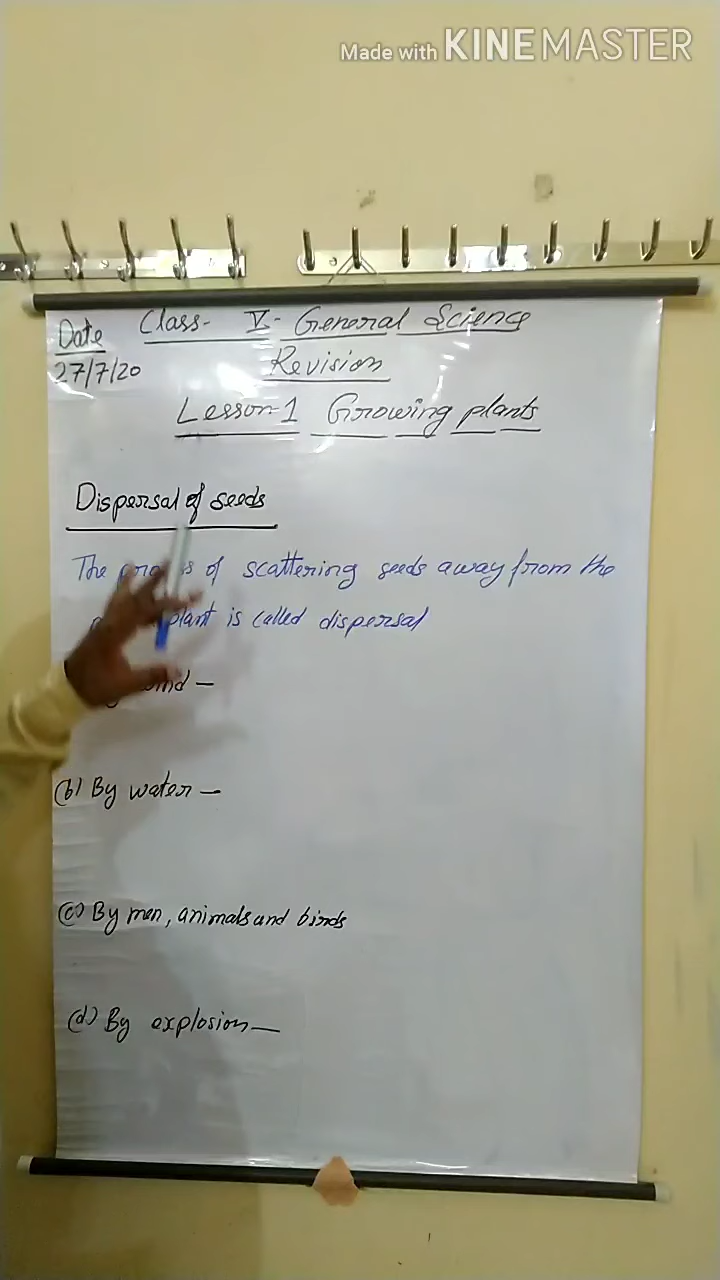 Made with KINEMASTER
Date Class- V- General Science
27/7/20 Revision
Lesson-1 Growing plants
Dispersal of seeds
The of scattering seeds away from the
plant is called dispersal
(b) By water —
(c) By men, animals and birds
(d) By explosion —